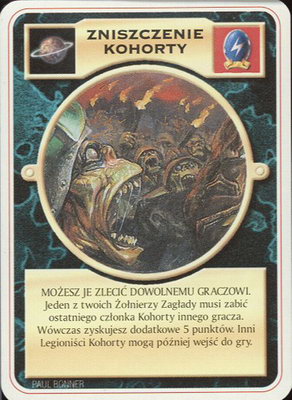 ZNISZCZENIE
KOHORTY
MOŻESZ JE ZLECIĆ DOWOLNEMU GRACZOWI.
Jeden z twoich Żołnierzy Zagłady musi zabić
ostatniego członka Kohorty innego gracza.
Wówczas zyskujesz dodatkowe 5 punktów. Inni
Legioniści Kohorty mogą później wejść do gry.
PAUL BONNER